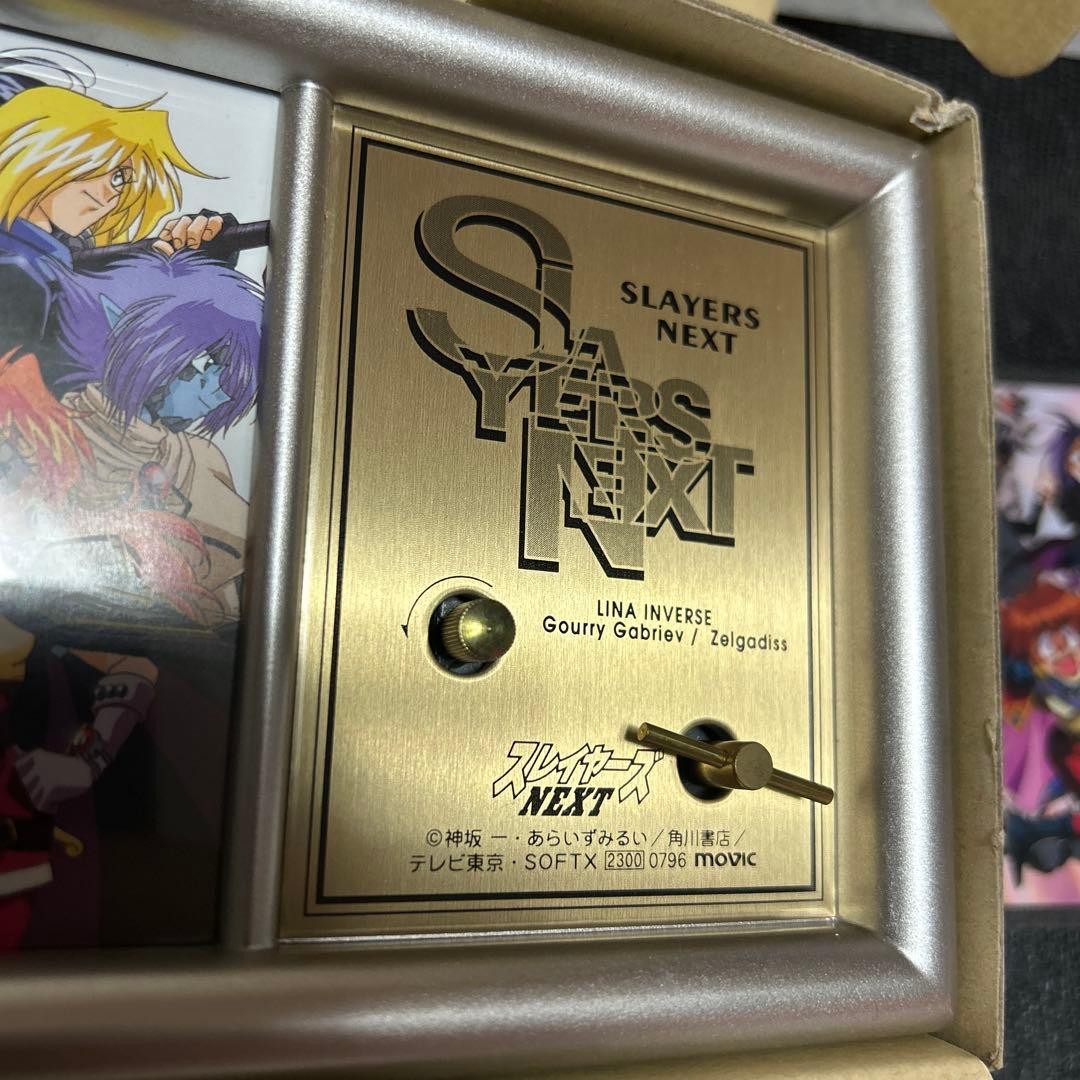 SLAYERS
NEXT
SLAYERS
NEXT
LINA INVERSE
Gourry Gabriev / Zelgadiss
スレイヤーズ
NEXT
©神坂 一・あらいずみるい/角川書店/
テレビ東京・SOFTX 2300 0796 movic